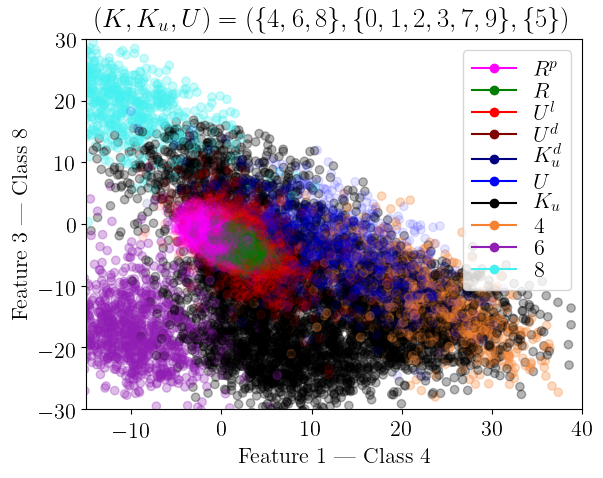 (K, K_u, U) = ({4, 6, 8}, {0, 1, 2, 3, 7, 9}, {5})
30
20
10
0
−10
−20
−30
Feature 3 — Class 8
R^p
R
U^l
U^d
K_u^d
U
K_u
4
6
8
−10
0
10
20
30
40
Feature 1 — Class 4